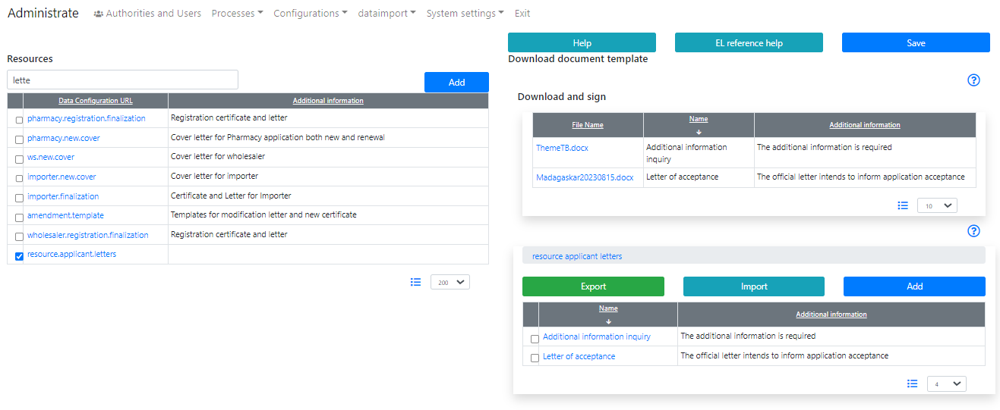 Administrate Authorities and Users Processes Configurations dataimport System settings Exit
Help EL reference help Save
Resources
lette
Add
Data Configuration URL Additional information
pharmacy.registration.finalization Registration certificate and letter
pharmacy.new.cover Cover letter for Pharmacy application both new and renewal
ws.new.cover Cover letter for wholesaler
importer.new.cover Cover letter for importer
importer.finalization Certificate and Letter for Importer
amendment.template Templates for modification letter and new certificate
wholesaler.registration.finalization Registration certificate and letter
resource.applicant.letters
200
Download document template
?
Download and sign
File Name Name Additional information
ThemeTB.docx Additional information The additional information is required
inquiry
Madagaskar20230815.docx Letter of acceptance The official letter intends to inform application acceptance
10
?
resource applicant letters
Export Import Add
Name Additional information
Additional information inquiry The additional information is required
Letter of acceptance The official letter intends to inform application acceptance
4